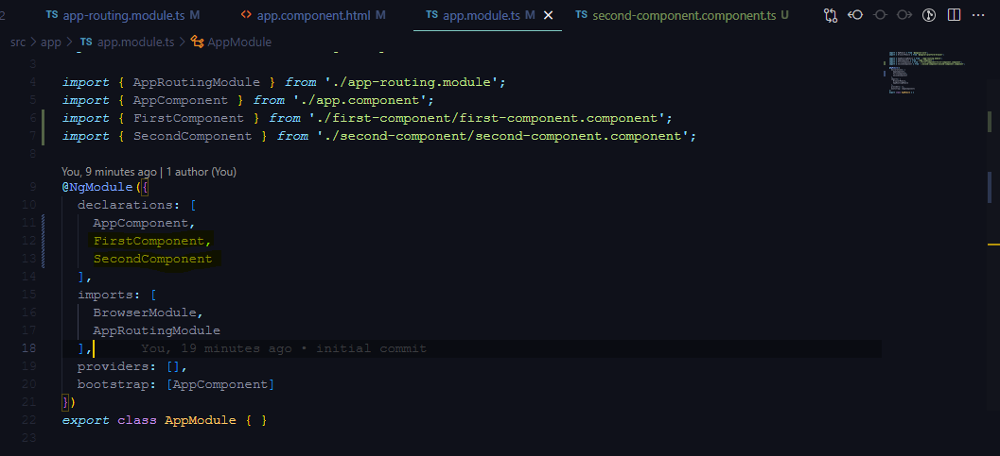 2 TS app-routing.module.ts M <> app.component.html M TS app.module.ts M × TS second-component.component.ts U ...
src > app > TS app.module.ts > AppModule
3
4 import { AppRoutingModule } from './app-routing.module';
5 import { AppComponent } from './app.component';
6 import { FirstComponent } from './first-component/first-component.component';
7 import { SecondComponent } from './second-component/second-component.component';
8
You, 9 minutes ago | 1 author (You)
9 @NgModule({
10 declarations: [
11 AppComponent,
12 FirstComponent,
13 SecondComponent
14 ],
15 imports: [
16 BrowserModule,
17 AppRoutingModule
18 ], You, 19 minutes ago • initial commit
19 providers: [],
20 bootstrap: [AppComponent]
21 })
22 export class AppModule { }
23